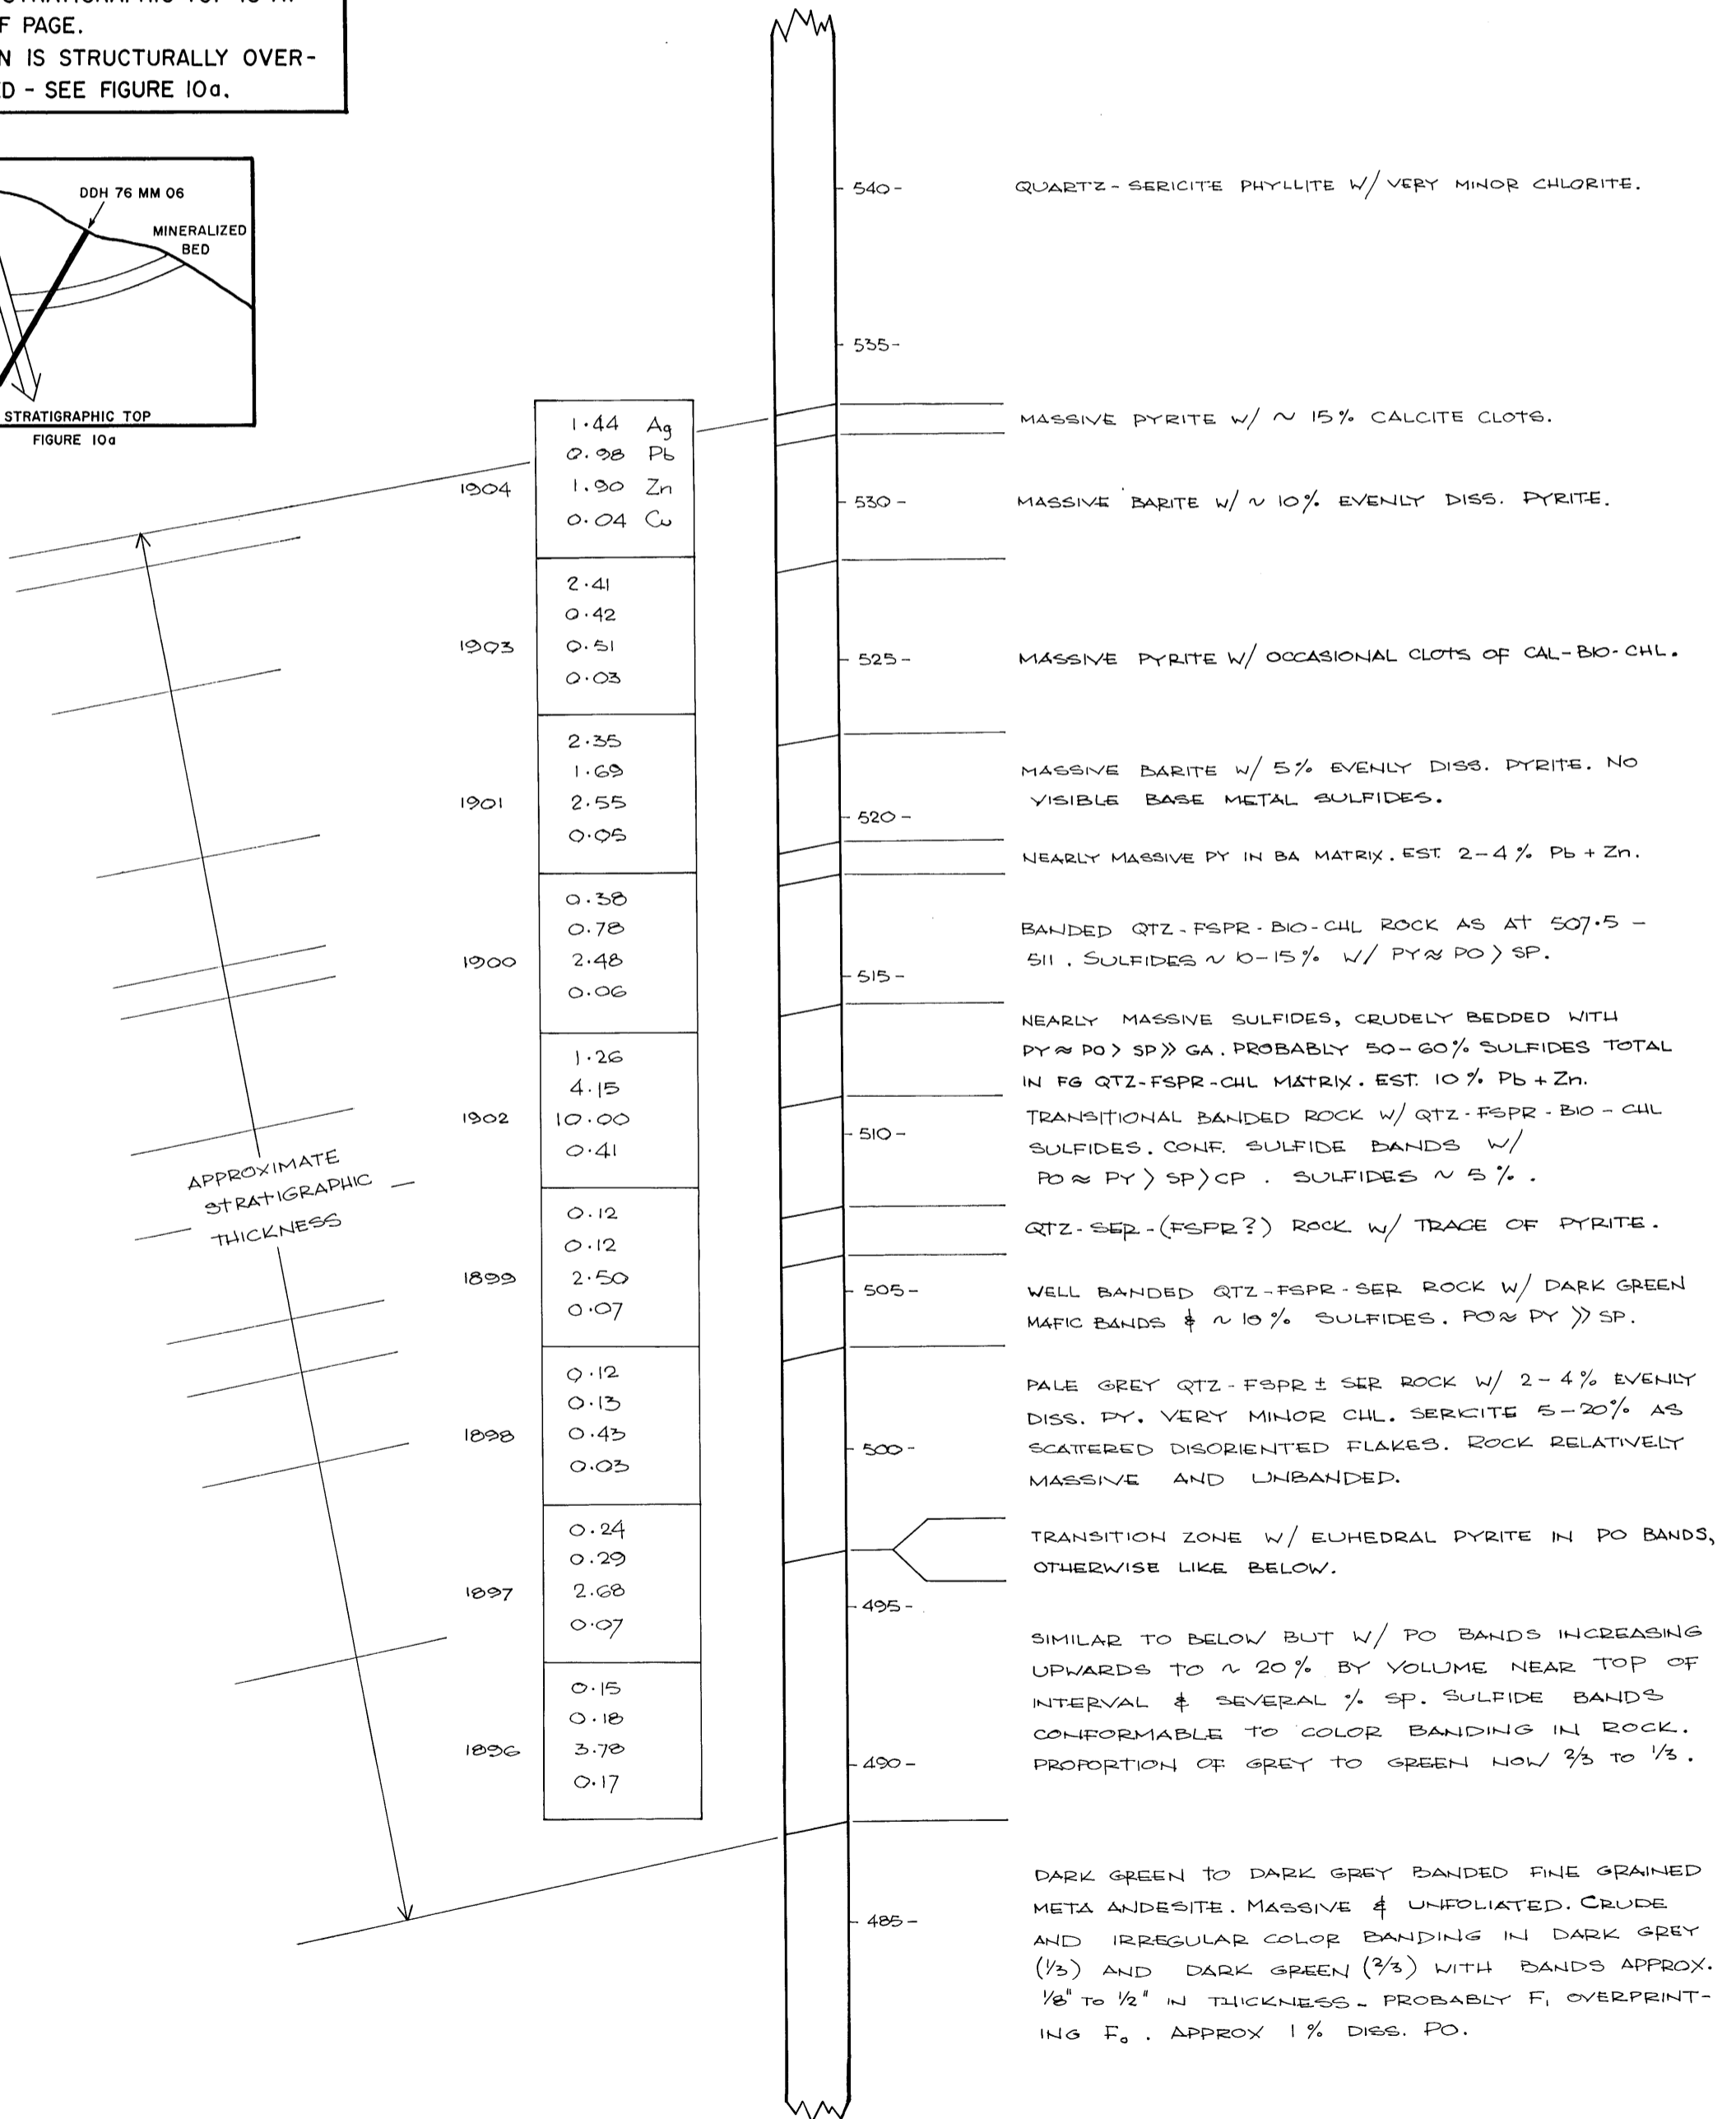 F PAGE.
N IS STRUCTURALLY OVER-
ED - SEE FIGURE 10a.
DDH 76 MM 06
MINERALIZED
BED
STRATIGRAPHIC TOP
FIGURE 10a
1904
1.44 Ag
0.98 Pb
1.90 Zn
0.04 Cu
1903
2.41
0.42
0.51
0.03
1901
2.35
1.69
2.55
0.05
1900
0.38
0.78
2.48
0.06
1902
1.26
4.15
10.00
0.41
1899
0.12
0.12
2.50
0.07
1898
0.12
0.13
0.43
0.03
1897
0.24
0.29
2.68
0.07
1896
0.15
0.18
3.78
0.17
APPROXIMATE
STRATIGRAPHIC
THICKNESS
540-
535-
530-
525-
520-
515-
510-
505-
500-
495-
490-
485-
QUARTZ-SERICITE PHYLLITE W/ VERY MINOR CHLORITE.
MASSIVE PYRITE W/ ~ 15% CALCITE CLOTS.
MASSIVE BARITE W/ ~ 10% EVENLY DISS. PYRITE.
MASSIVE PYRITE W/ OCCASIONAL CLOTS OF CAL-BIO-CHL.
MASSIVE BARITE W/ 5% EVENLY DISS. PYRITE. NO
VISIBLE BASE METAL SULFIDES.
NEARLY MASSIVE PY IN BA MATRIX. EST. 2-4% Pb + Zn.
BANDED QTZ-FSPR-BIO-CHL ROCK AS AT 507.5 -
511. SULFIDES ~ 10-15% W/ PY ≈ PO > SP.
NEARLY MASSIVE SULFIDES, CRUDELY BEDDED WITH
PY ≈ PO > SP >> GA. PROBABLY 50-60% SULFIDES TOTAL
IN FG QTZ-FSPR-CHL MATRIX. EST. 10% Pb + Zn.
TRANSITIONAL BANDED ROCK W/ QTZ-FSPR-BIO-CHL
SULFIDES. CONF. SULFIDE BANDS W/
PO ≈ PY > SP > CP. SULFIDES ~ 5%.
QTZ-SER-(FSPR?) ROCK W/ TRACE OF PYRITE.
WELL BANDED QTZ-FSPR-SER ROCK W/ DARK GREEN
MAFIC BANDS & ~ 10% SULFIDES. PO ≈ PY >> SP.
PALE GREY QTZ-FSPR ± SER ROCK W/ 2-4% EVENLY
DISS. PY. VERY MINOR CHL. SERICITE 5-20% AS
SCATTERED DISORIENTED FLAKES. ROCK RELATIVELY
MASSIVE AND UNBANDED.
TRANSITION ZONE W/ EUHEDRAL PYRITE IN PO BANDS,
OTHERWISE LIKE BELOW.
SIMILAR TO BELOW BUT W/ PO BANDS INCREASING
UPWARDS TO ~ 20% BY VOLUME NEAR TOP OF
INTERVAL & SEVERAL % SP. SULFIDE BANDS
CONFORMABLE TO COLOR BANDING IN ROCK.
PROPORTION OF GREY TO GREEN NOW 2/3 TO 1/3.
DARK GREEN TO DARK GREY BANDED FINE GRAINED
META ANDESITE. MASSIVE & UNFOLIATED. CRUDE
AND IRREGULAR COLOR BANDING IN DARK GREY
(1/3) AND DARK GREEN (2/3) WITH BANDS APPROX.
1/8" TO 1/2" IN THICKNESS - PROBABLY F₁ OVERPRINT-
ING F₀. APPROX 1% DISS. PO.